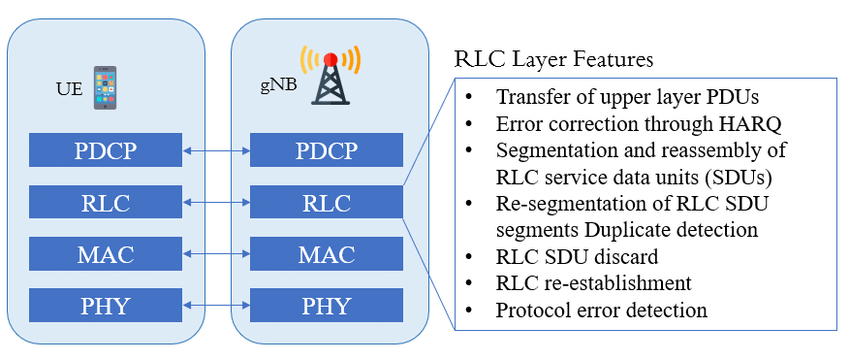 UE
gNB
PDCP
PDCP
RLC
RLC
MAC
MAC
PHY
PHY
RLC Layer Features
• Transfer of upper layer PDUs
• Error correction through HARQ
• Segmentation and reassembly of
RLC service data units (SDUs)
• Re-segmentation of RLC SDU
segments Duplicate detection
• RLC SDU discard
• RLC re-establishment
• Protocol error detection